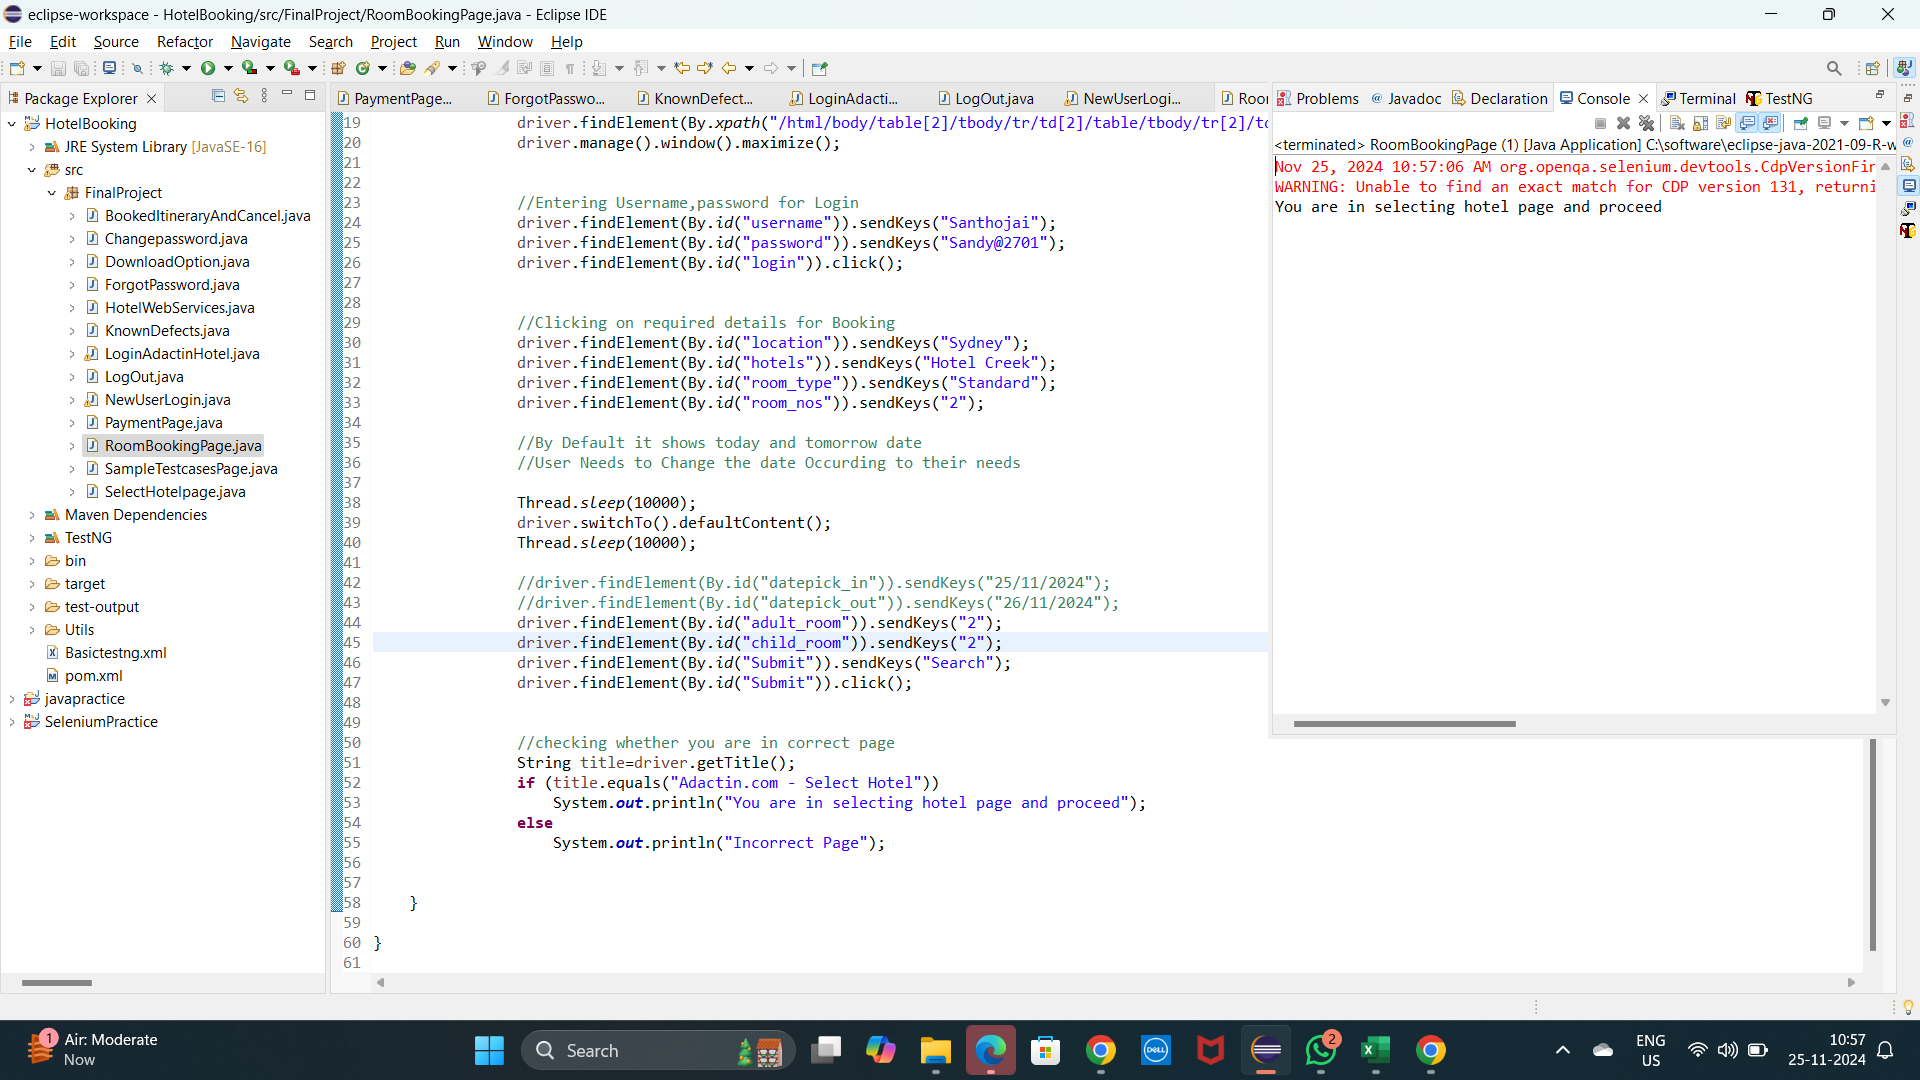 eclipse-workspace - HotelBooking/src/FinalProject/RoomBookingPage.java - Eclipse IDE
File Edit Source Refactor Navigate Search Project Run Window Help
Package Explorer
HotelBooking
JRE System Library [JavaSE-16]
src
FinalProject
BookedItineraryAndCancel.java
Changepassword.java
DownloadOption.java
ForgotPassword.java
HotelWebServices.java
KnownDefects.java
LoginAdactinHotel.java
LogOut.java
NewUserLogin.java
PaymentPage.java
RoomBookingPage.java
SampleTestcasesPage.java
SelectHotelpage.java
Maven Dependencies
TestNG
bin
target
test-output
Utils
Basictestng.xml
pom.xml
javapractice
SeleniumPractice
PaymentPage... ForgotPasswo... KnownDefect... LoginAdacti... LogOut.java NewUserLogi... Roo
19 driver.findElement(By.xpath("/html/body/table[2]/tbody/tr/td[2]/table/tbody/tr[2]/td
20 driver.manage().window().maximize();
21
22
23 //Entering Username,password for Login
24 driver.findElement(By.id("username")).sendKeys("Santhojai");
25 driver.findElement(By.id("password")).sendKeys("Sandy@2701");
26 driver.findElement(By.id("login")).click();
27
28
29 //Clicking on required details for Booking
30 driver.findElement(By.id("location")).sendKeys("Sydney");
31 driver.findElement(By.id("hotels")).sendKeys("Hotel Creek");
32 driver.findElement(By.id("room_type")).sendKeys("Standard");
33 driver.findElement(By.id("room_nos")).sendKeys("2");
34
35 //By Default it shows today and tomorrow date
36 //User Needs to Change the date Occurding to their needs
37
38 Thread.sleep(10000);
39 driver.switchTo().defaultContent();
40 Thread.sleep(10000);
41
42 //driver.findElement(By.id("datepick_in")).sendKeys("25/11/2024");
43 //driver.findElement(By.id("datepick_out")).sendKeys("26/11/2024");
44 driver.findElement(By.id("adult_room")).sendKeys("2");
45 driver.findElement(By.id("child_room")).sendKeys("2");
46 driver.findElement(By.id("Submit")).sendKeys("Search");
47 driver.findElement(By.id("Submit")).click();
48
49
50 //checking whether you are in correct page
51 String title=driver.getTitle();
52 if (title.equals("Adactin.com - Select Hotel"))
53 System.out.println("You are in selecting hotel page and proceed");
54 else
55 System.out.println("Incorrect Page");
56
57
58 }
59
60 }
61
Problems Javadoc Declaration Console Terminal TestNG
<terminated> RoomBookingPage (1) [Java Application] C:\software\eclipse-java-2021-09-R-w
Nov 25, 2024 10:57:06 AM org.openqa.selenium.devtools.CdpVersionFin
WARNING: Unable to find an exact match for CDP version 131, returni
You are in selecting hotel page and proceed
1
Air: Moderate
Now
Search
DELL
2
ENG
US
10:57
25-11-2024